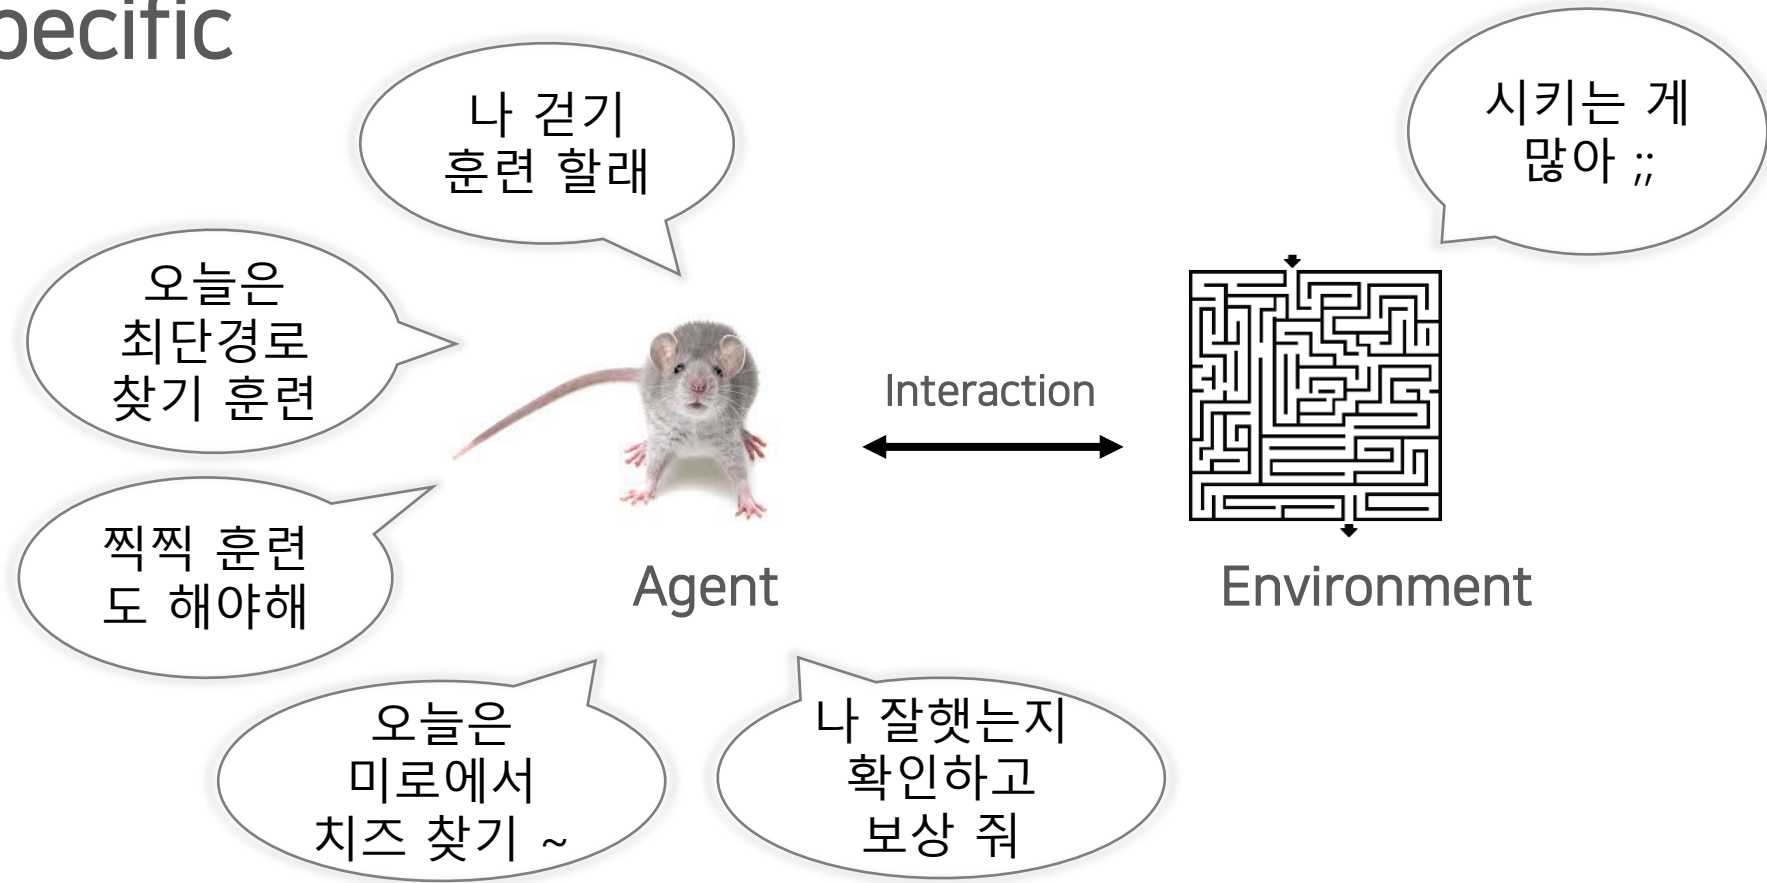 pecific
나 걷기
훈련 할래
시키는 게
많아 ;;
오늘은
최단경로
찾기 훈련
Interaction
찍찍 훈련
도 해야해
Agent
Environment
오늘은
미로에서
치즈 찾기 ~
나 잘햇는지
확인하고
보상 줘